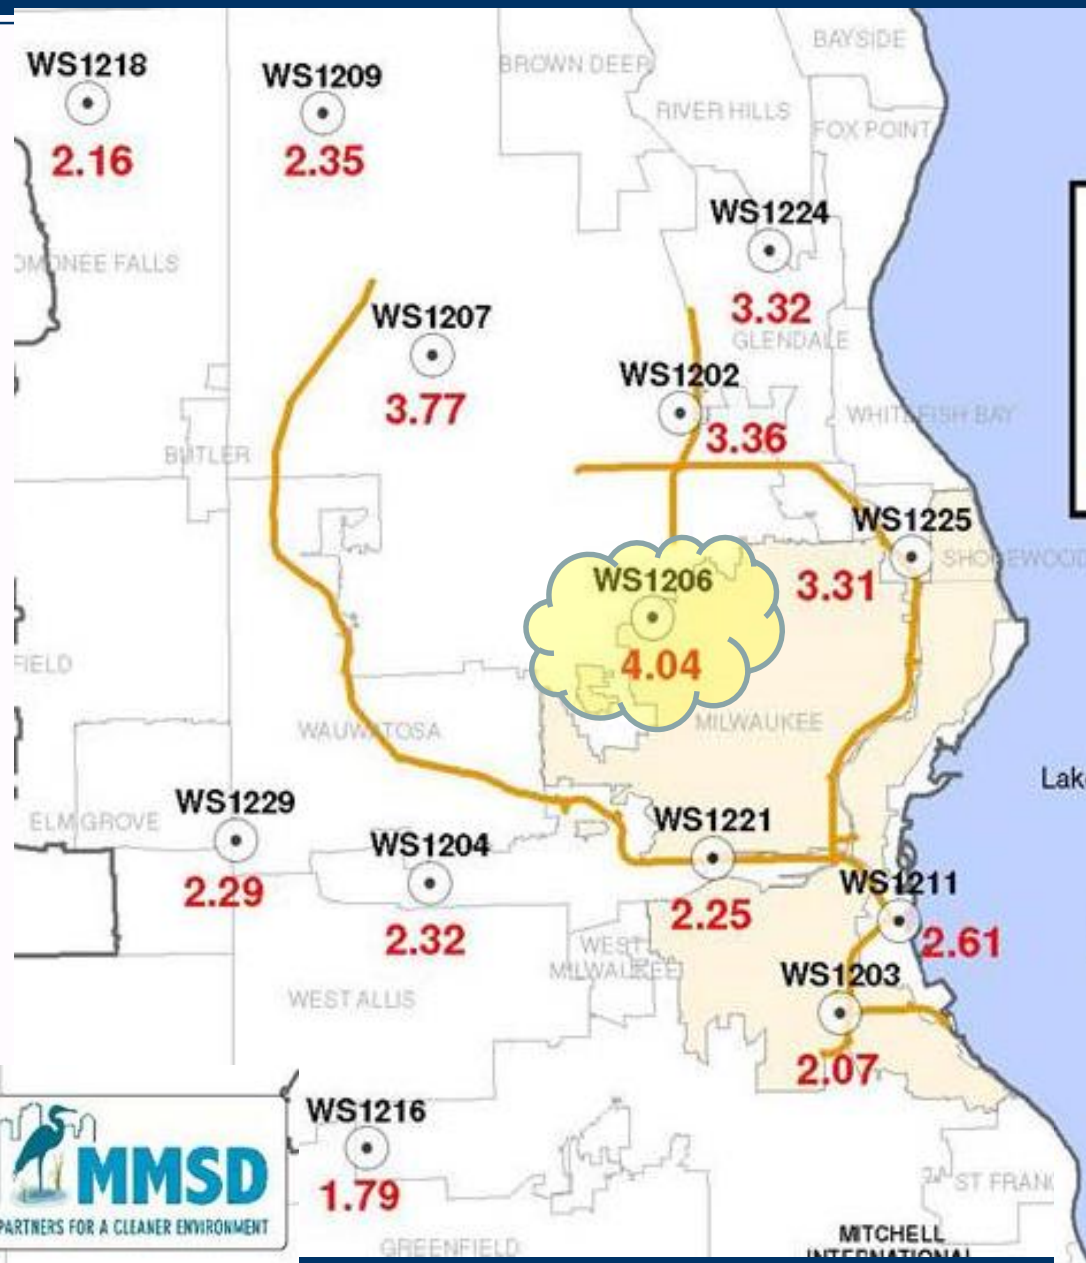 BAYSIDE
WS1218
BROWN DEER
WS1209
RIVER HILLS
2.16
2.35
FOX POINT
WS1224
OMONEE FALLS
3.32
WS1207
GLENDALE
WS1202
3.77
WHITEFISH BAY
3.36
BUTLER
WS1225
SHOREWOOD
WS1206
3.31
4.04
FIELD
MILWAUKEE
WAUWATOSA
Lake
WS1229
ELM GROVE
WS1221
WS1204
WS1211
2.29
2.25
2.32
2.61
WEST
MILWAUKEE
WS1203
WEST ALLIS
2.07
WS1216
MMSD
ST FRANC
1.79
PARTNERS FOR A CLEANER ENVIRONMENT
MITCHELL
GREENFIELD
INTERNATIONAL